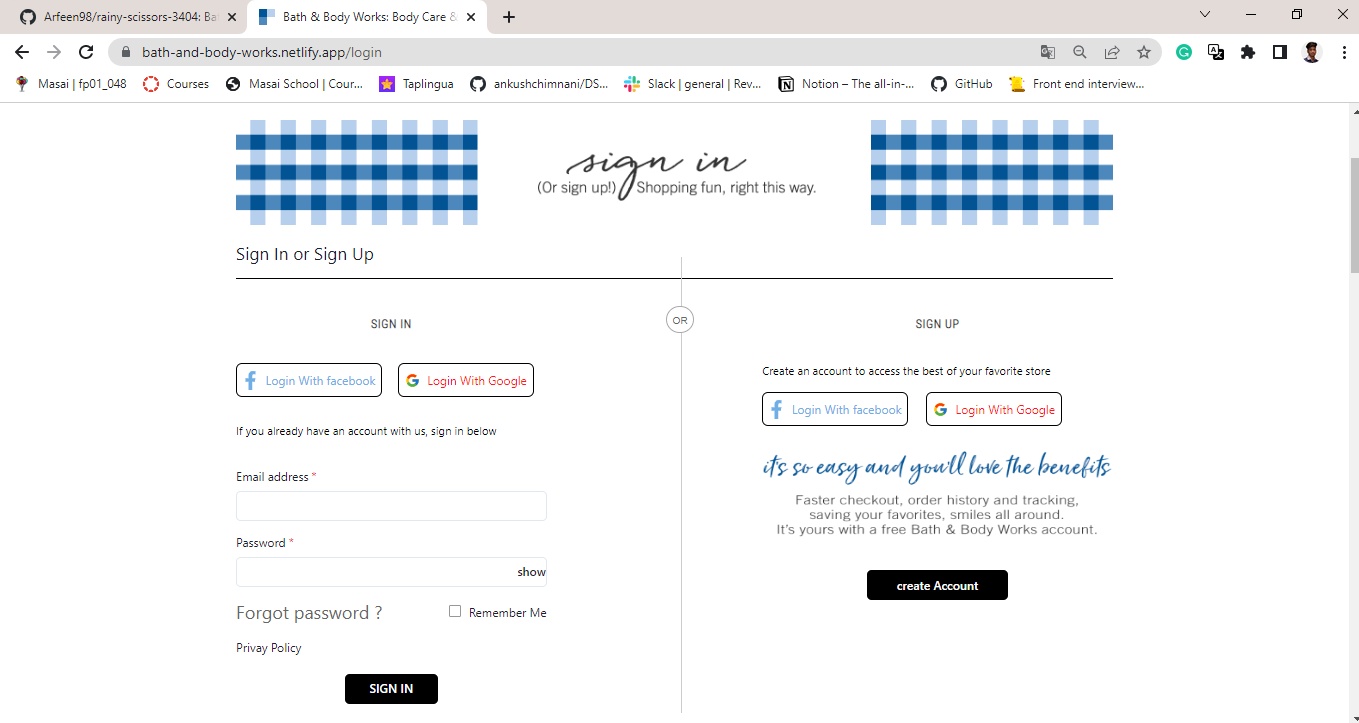 Arfeen98/rainy-scissors-3404: Ba
Bath & Body Works: Body Care &
bath-and-body-works.netlify.app/login
Masai | fp01_048
Courses
Masai School | Cour...
Taplingua
ankushchimnani/DS...
Slack | general | Rev...
Notion – The all-in-...
GitHub
Front end interview...
sign in
(Or sign up!) Shopping fun, right this way.
Sign In or Sign Up
OR
SIGN IN
Login With facebook
Login With Google
If you already have an account with us, sign in below
Email address *
Password *
show
Forgot password ?
Remember Me
Privay Policy
SIGN IN
SIGN UP
Create an account to access the best of your favorite store
Login With facebook
Login With Google
it's so easy and you'll love the benefits
Faster checkout, order history and tracking,
saving your favorites, smiles all around.
It's yours with a free Bath & Body Works account.
create Account